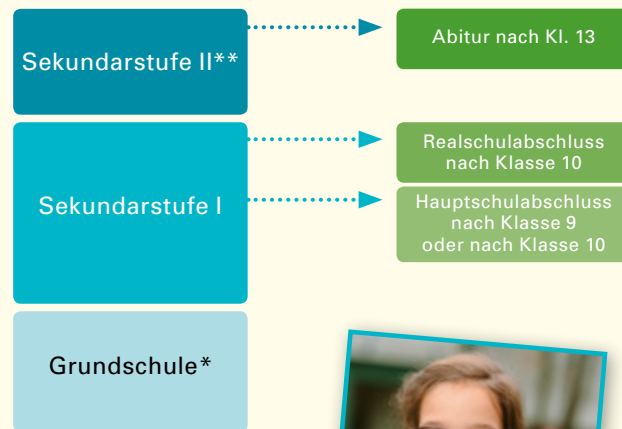 Sekundarstufe II**
Abitur nach Kl. 13
Sekundarstufe I
Realschulabschluss
nach Klasse 10
Hauptschulabschluss
nach Klasse 9
oder nach Klasse 10
Grundschule*